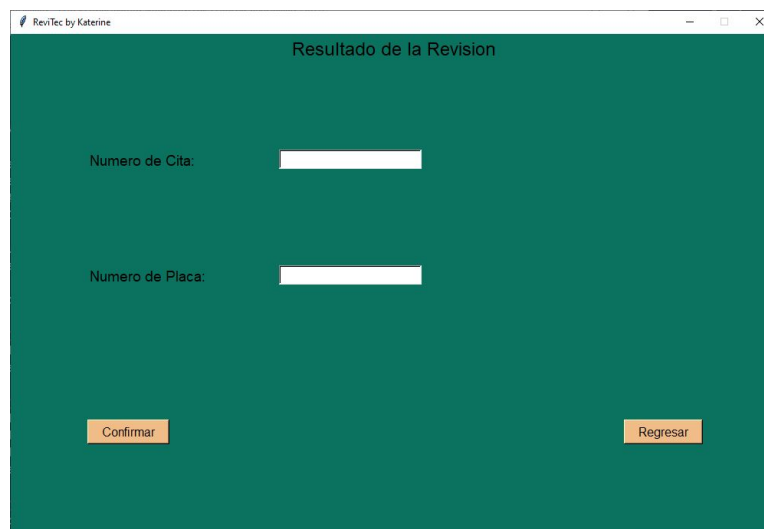 ReviTec by Katerine
Resultado de la Revision
Numero de Cita:
Numero de Placa:
Confirmar
Regresar